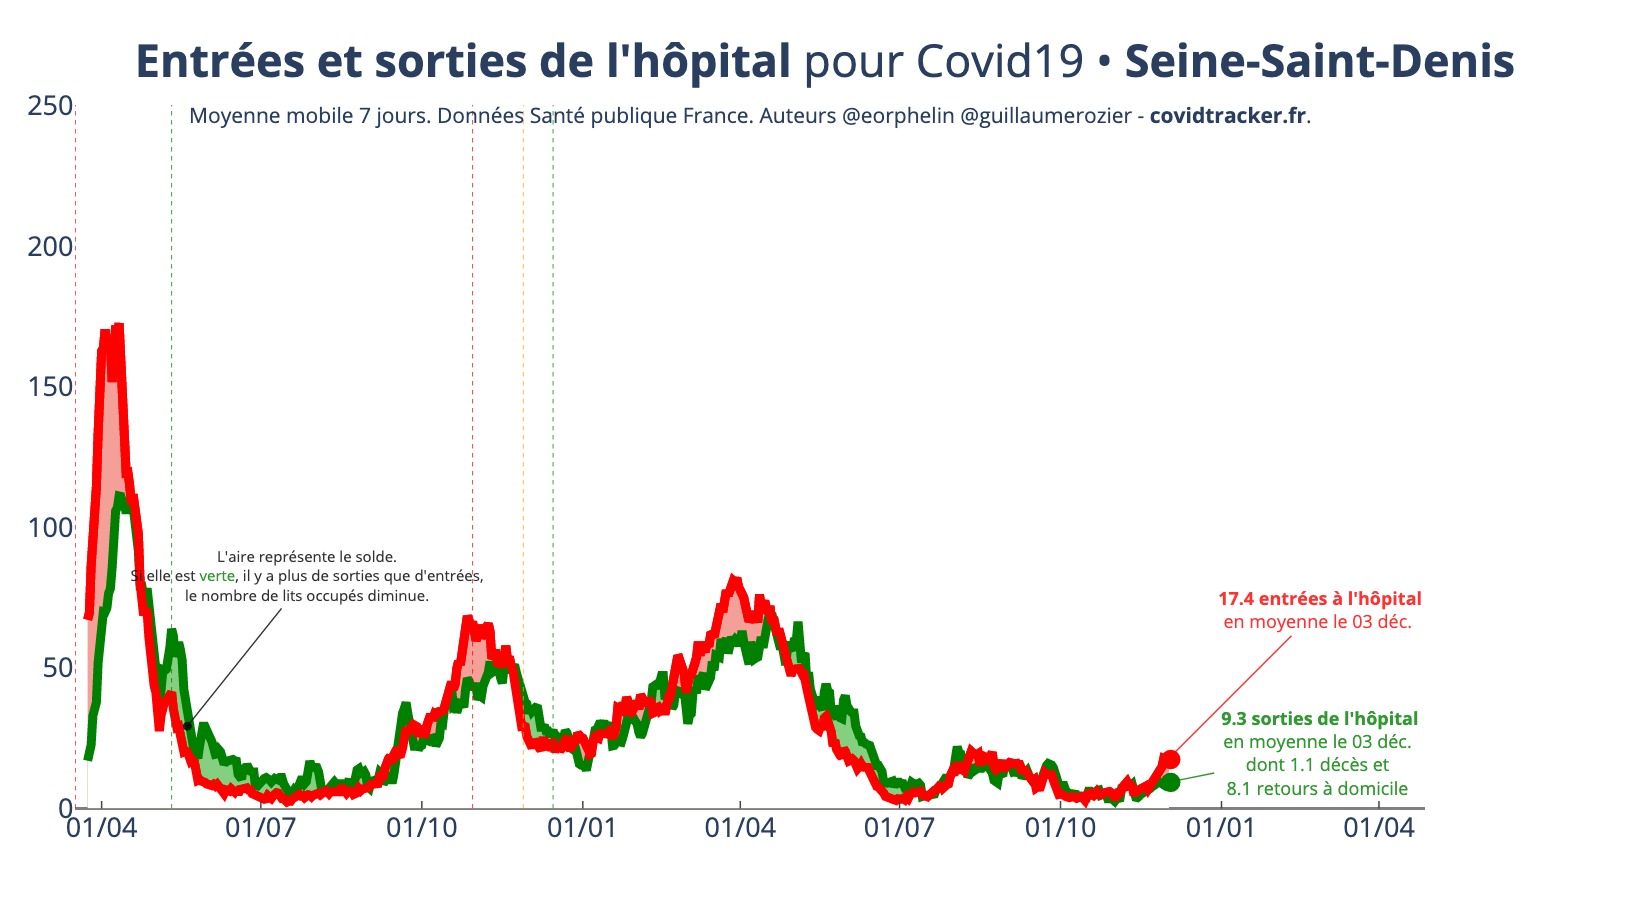 Entrées et sorties de l'hôpital pour Covid19 • Seine-Saint-Denis
Moyenne mobile 7 jours. Données Santé publique France. Auteurs @eorphelin @guillaumerozier - covidtracker.fr.
250
200
150
100
50
0
L'aire représente le solde.
Si elle est verte, il y a plus de sorties que d'entrées,
le nombre de lits occupés diminue.
17.4 entrées à l'hôpital
en moyenne le 03 déc.
9.3 sorties de l'hôpital
en moyenne le 03 déc.
dont 1.1 décès et
8.1 retours à domicile
01/04 01/07 01/10 01/01 01/04 01/07 01/10 01/01 01/04